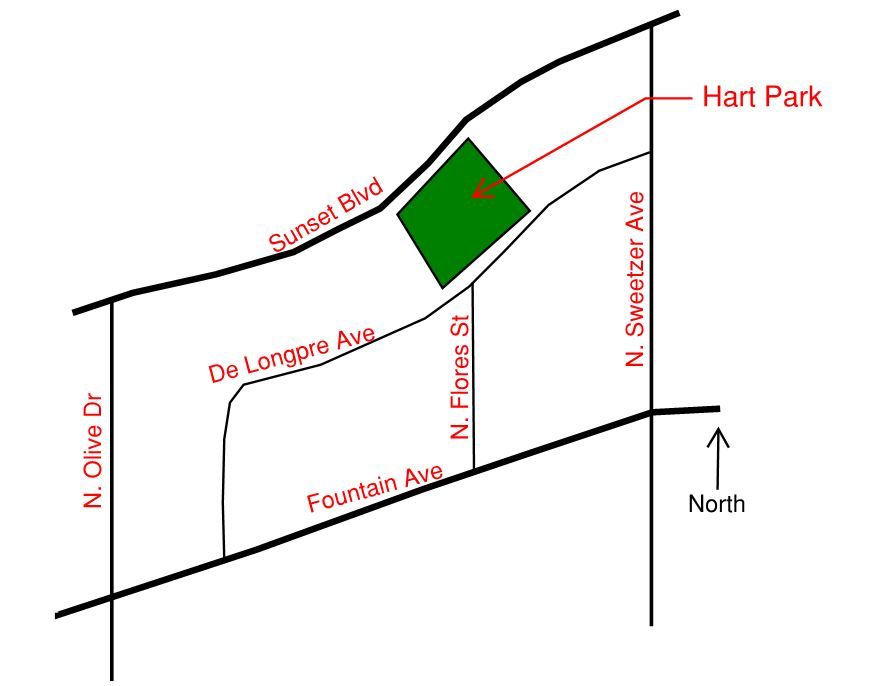 Hart Park
Sunset Blvd
N. Sweetzer Ave
De Longpre Ave
N. Flores St
N. Olive Dr
Fountain Ave
North